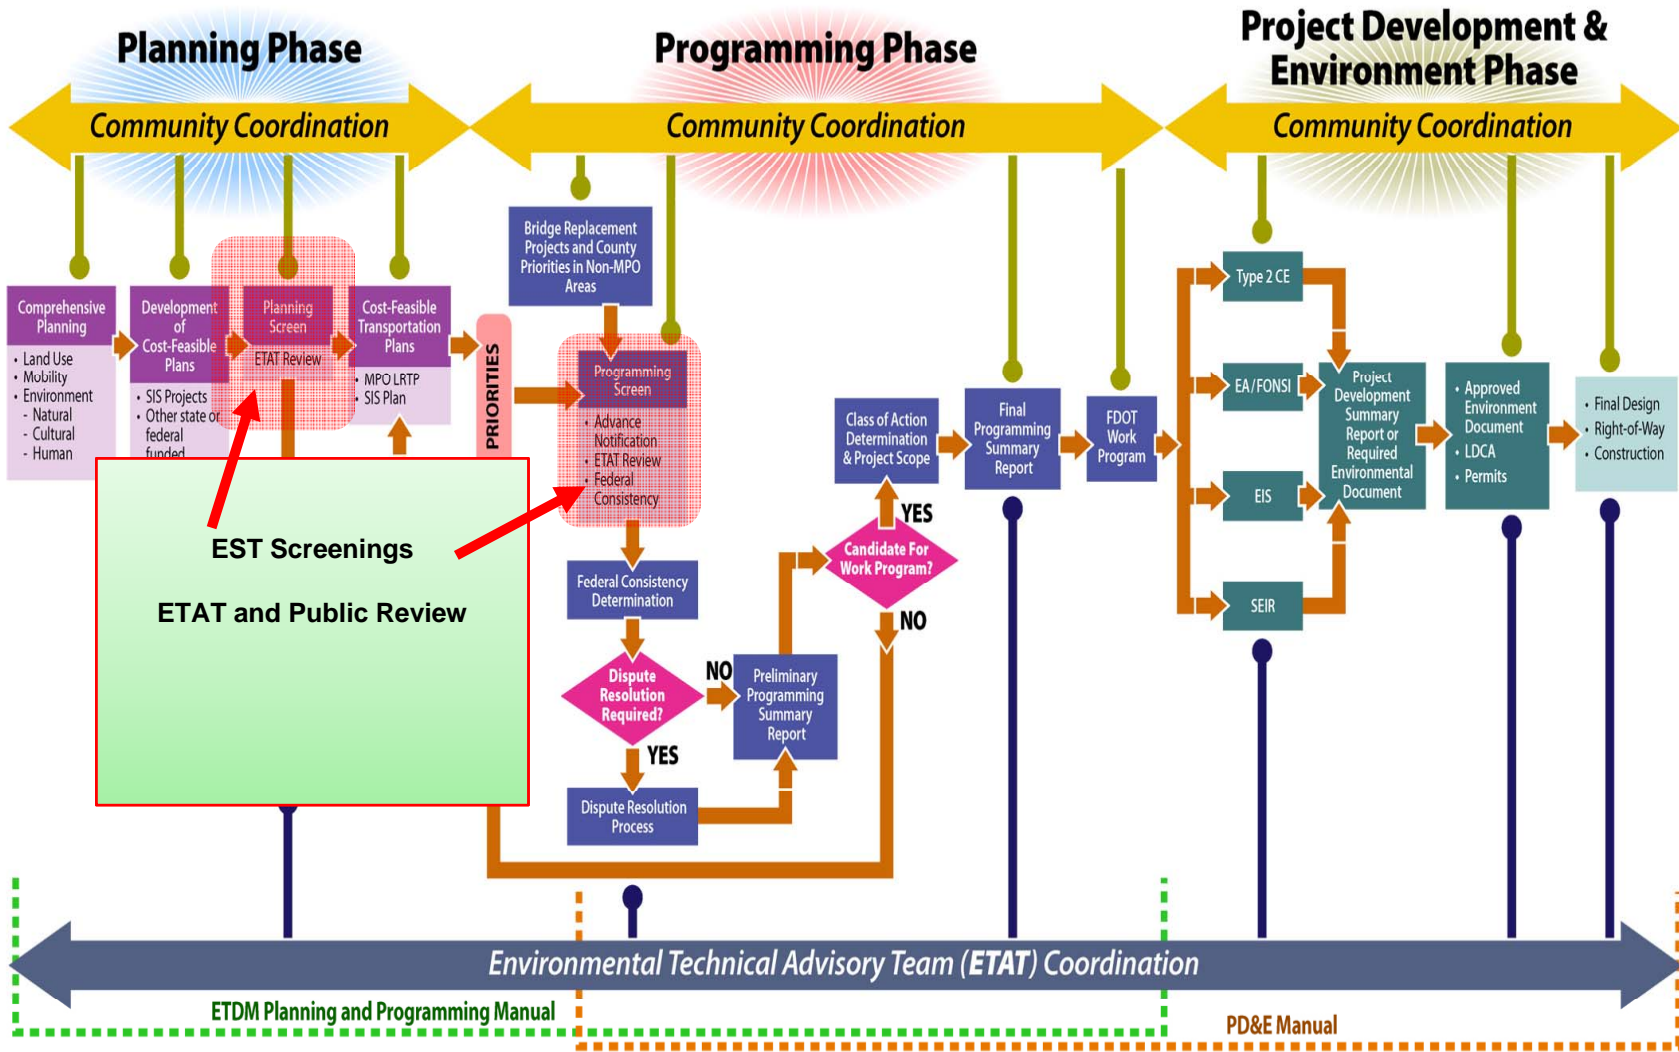 Planning Phase
Programming Phase
Project Development &
Environment Phase
Community Coordination
Community Coordination
Community Coordination
Comprehensive
Planning
• Land Use
• Mobility
• Environment
- Natural
- Cultural
- Human
Development
of
Cost-Feasible
Plans
• SIS Projects
• Other state or
federal
funded
Planning
Screen
ETAT Review
Cost-Feasible
Transportation
Plans
• MPO LRTP
• SIS Plan
PRIORITIES
Bridge Replacement
Projects and County
Priorities in Non-MPO
Areas
Programming
Screen
• Advance
Notification
• ETAT Review
• Federal
Consistency
EST Screenings
ETAT and Public Review
Federal Consistency
Determination
Dispute
Resolution
Required?
NO
YES
Dispute Resolution
Process
Preliminary
Programming
Summary
Report
Candidate For
Work Program?
YES
NO
Class of Action
Determination
& Project Scope
Final
Programming
Summary
Report
FDOT
Work
Program
Type 2 CE
EA/FONSI
EIS
SEIR
Project
Development
Summary
Report or
Required
Environmental
Document
• Approved
Environment
Document
• LDCA
• Permits
• Final Design
• Right-of-Way
• Construction
Environmental Technical Advisory Team (ETAT) Coordination
ETDM Planning and Programming Manual
PD&E Manual